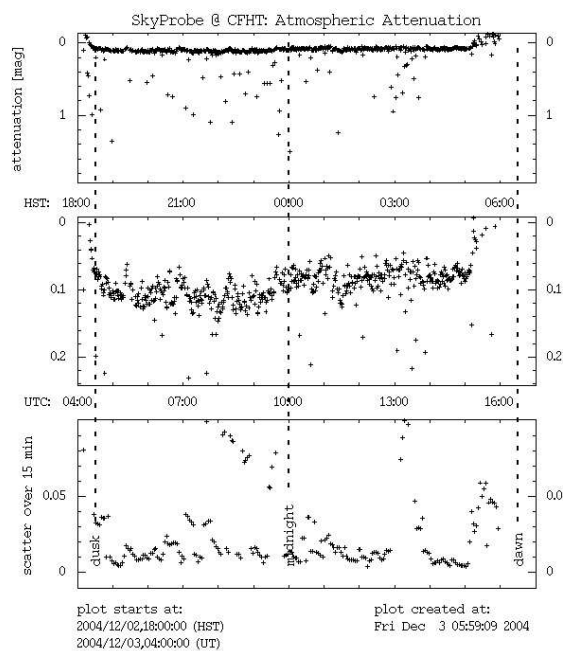 SkyProbe @ CFHT: Atmospheric Attenuation
0 0
attenuation [mag]
1 1
HST: 18:00 21:00 00:00 03:00 06:00
0 0
0.1 0.1
0.2 0.2
UTC: 04:00 07:00 10:00 13:00 16:00
scatter over 15 min
0.05 0.0
0 0
dusk midnight dawn
plot starts at: plot created at:
2004/12/02,18:00:00 (HST) Fri Dec 3 05:59:09 2004
2004/12/03,04:00:00 (UT)